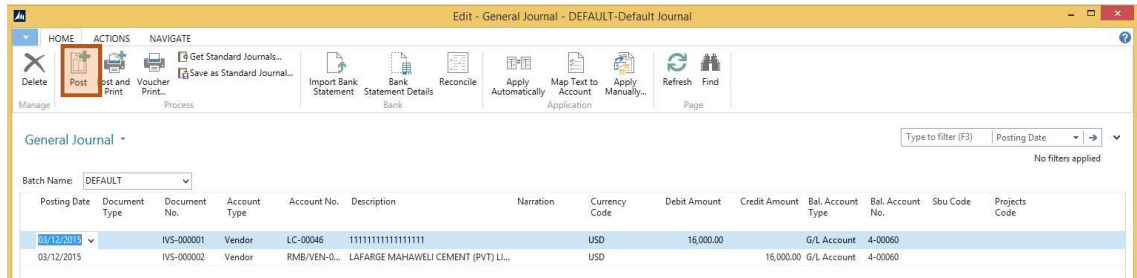 Edit - General Journal - DEFAULT-Default Journal
HOME ACTIONS NAVIGATE
Delete
Post
Post and Print
Voucher Print...
Get Standard Journals...
Save as Standard Journal...
Import Bank Statement
Bank Statement Details
Reconcile
Apply Automatically
Map Text to Account
Apply Manually...
Refresh
Find
Manage Process Bank Application Page
General Journal
Type to filter (F3) Posting Date
No filters applied
Batch Name: DEFAULT
Posting Date Document Type Document No. Account Type Account No. Description Narration Currency Code Debit Amount Credit Amount Bal. Account Type Bal. Account No. Sbu Code Projects Code
03/12/2015 IVS-000001 Vendor LC-00046 11111111111111111 USD 16,000.00 G/L Account 4-00060
03/12/2015 IVS-000002 Vendor RMB/VEN-0... LAFARGE MAHAWELI CEMENT (PVT) LI... USD 16,000.00 G/L Account 4-00060